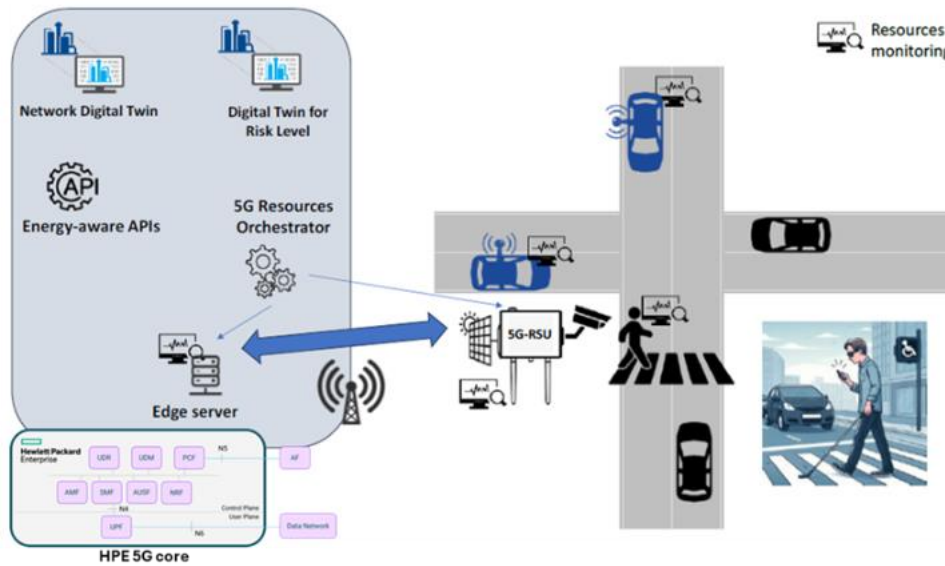 Resources
monitoring
Network Digital Twin
Digital Twin for
Risk Level
API
Energy-aware APIs
5G Resources
Orchestrator
5G-RSU
Edge server
Hewlett Packard
Enterprise
UDR
UDM
PCF
N5
AF
AMF
SMF
AUSF
NRF
N4
Control Plane
User Plane
UPF
N6
Data Network
HPE 5G core